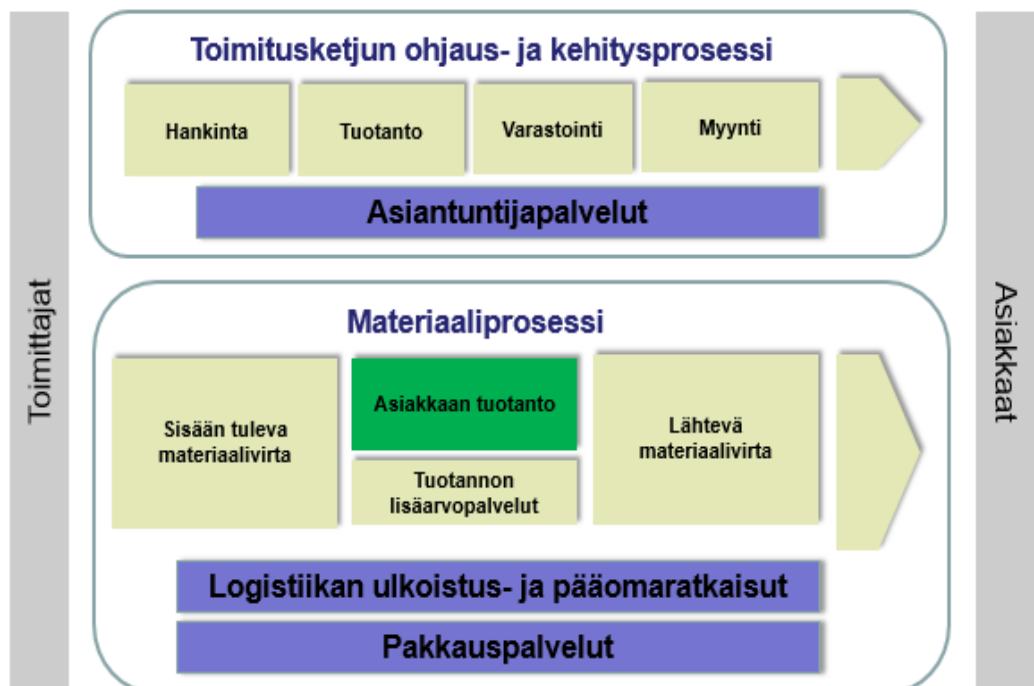 Toimittajat
Toimitusketjun ohjaus- ja kehitysprosessi
Hankinta
Tuotanto
Varastointi
Myynti
Asiantuntijapalvelut
Materiaaliprosessi
Sisään tuleva
materiaalivirta
Asiakkaan tuotanto
Tuotannon
lisäarvopalvelut
Lähtevä
materiaalivirta
Logistiikan ulkoistus- ja pääomaratkaisut
Pakkauspalvelut
Asiakkaat